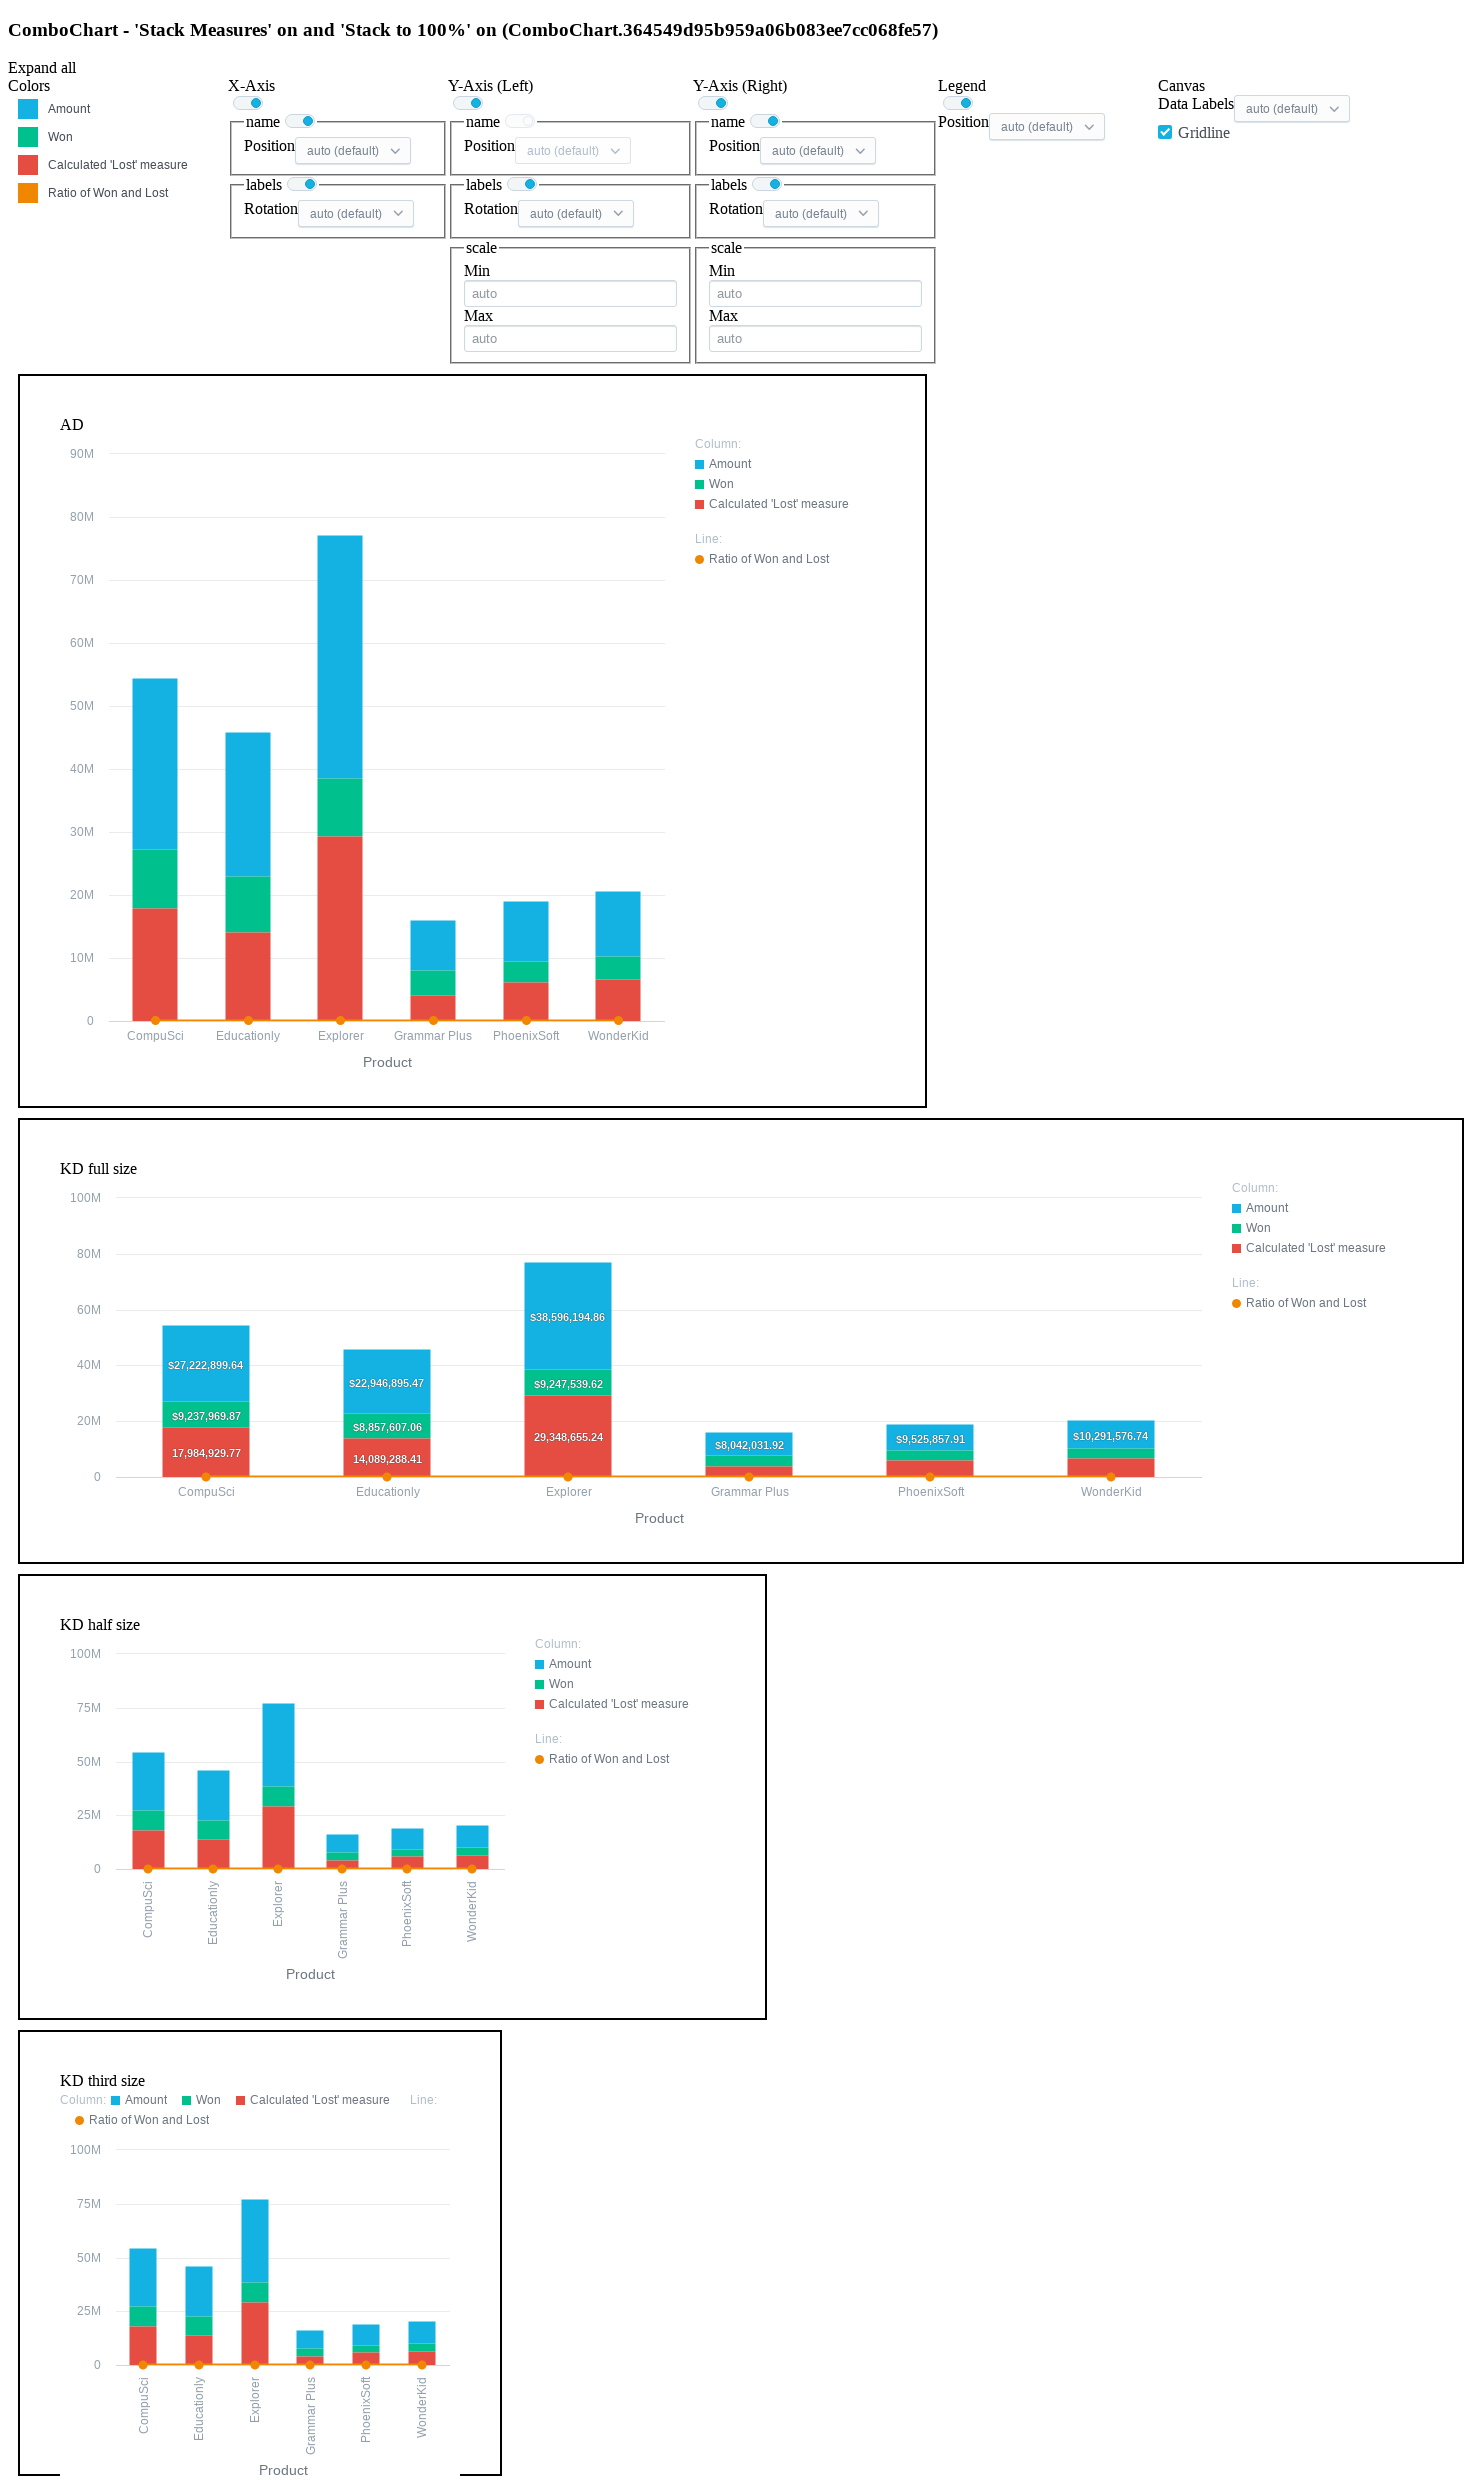 ComboChart - 'Stack Measures' on and 'Stack to 100%' on (ComboChart.364549d95b959a06b083ee7cc068fe57)
Expand all
Colors
Amount
Won
Calculated 'Lost' measure
Ratio of Won and Lost
X-Axis
name
Position auto (default)
labels
Rotation auto (default)
Y-Axis (Left)
name
Position auto (default)
labels
Rotation auto (default)
scale
Min
auto
Max
auto
Y-Axis (Right)
name
Position auto (default)
labels
Rotation auto (default)
scale
Min
auto
Max
auto
Legend
Position auto (default)
Canvas
Data Labels auto (default)
Gridline
AD
90M
80M
70M
60M
50M
40M
30M
20M
10M
0
CompuSci Educationly Explorer Grammar Plus PhoenixSoft WonderKid
Product
Column:
Amount
Won
Calculated 'Lost' measure
Line:
Ratio of Won and Lost
KD full size
100M
80M
60M
40M
20M
0
$27,222,899.64
$9,237,969.87
17,984,929.77
$22,946,895.47
$8,857,607.06
14,089,288.41
$38,596,194.86
$9,247,539.62
29,348,655.24
$8,042,031.92
$9,525,857.91
$10,291,576.74
CompuSci Educationly Explorer Grammar Plus PhoenixSoft WonderKid
Product
Column:
Amount
Won
Calculated 'Lost' measure
Line:
Ratio of Won and Lost
KD half size
100M
75M
50M
25M
0
CompuSci
Educationly
Explorer
Grammar Plus
PhoenixSoft
WonderKid
Product
Column:
Amount
Won
Calculated 'Lost' measure
Line:
Ratio of Won and Lost
KD third size
Column: Amount Won Calculated 'Lost' measure Line:
Ratio of Won and Lost
100M
75M
50M
25M
0
CompuSci
Educationly
Explorer
Grammar Plus
PhoenixSoft
WonderKid
Product